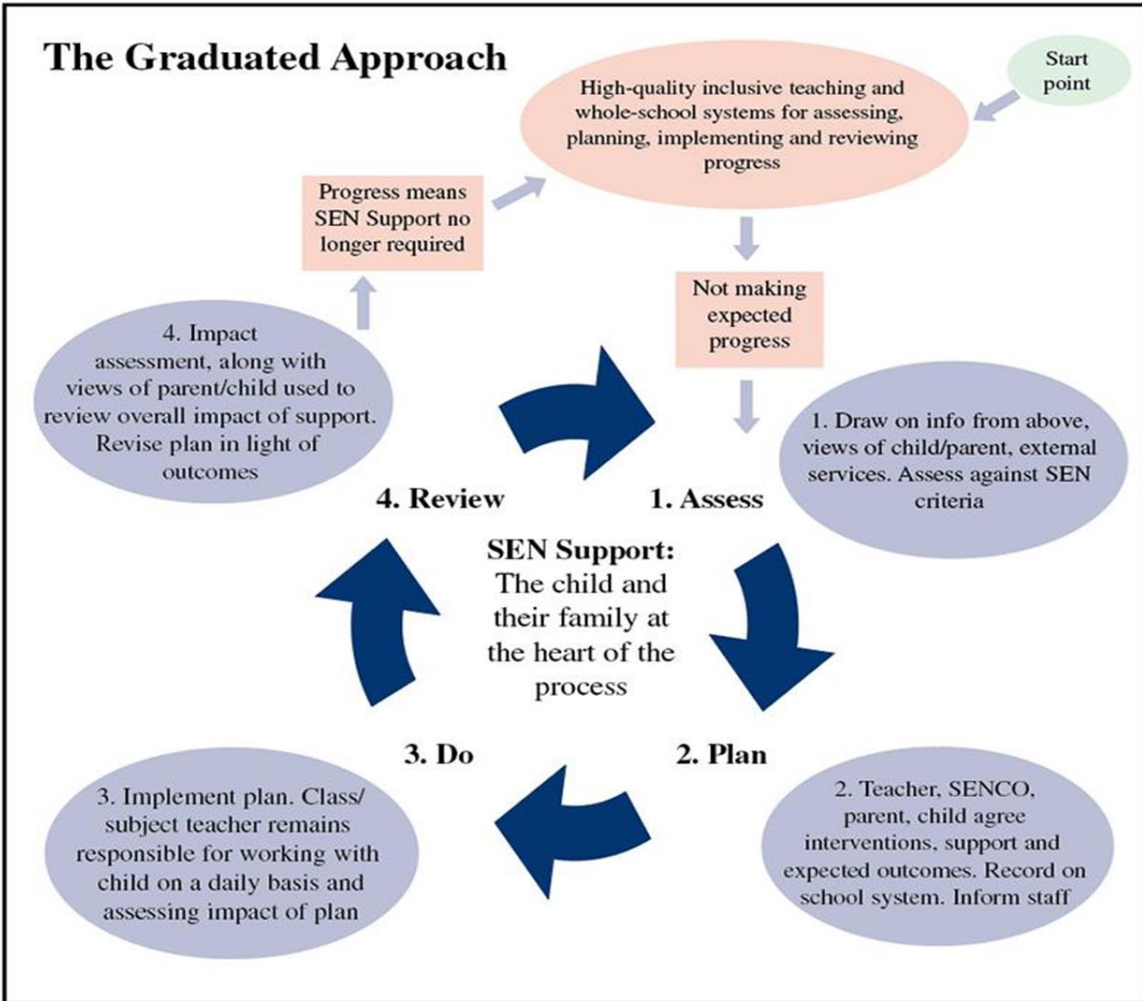 The Graduated Approach
Start
point
High-quality inclusive teaching and
whole-school systems for assessing,
planning, implementing and reviewing
progress
Progress means
SEN Support no
longer required
Not making
expected
progress
4. Impact
assessment, along with
views of parent/child used to
review overall impact of support.
Revise plan in light of
outcomes
1. Draw on info from above,
views of child/parent, external
services. Assess against SEN
criteria
4. Review
1. Assess
SEN Support:
The child and
their family at
the heart of the
process
3. Do
2. Plan
3. Implement plan. Class/
subject teacher remains
responsible for working with
child on a daily basis and
assessing impact of plan
2. Teacher, SENCO,
parent, child agree
interventions, support and
expected outcomes. Record on
school system. Inform staff